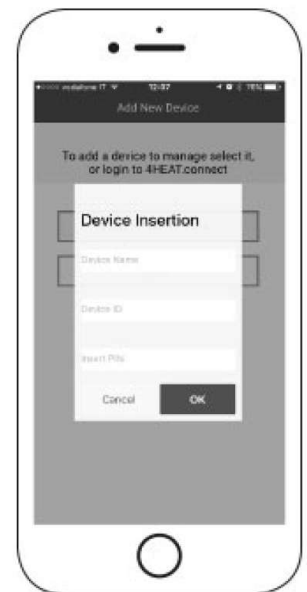 vodafone IT 12:07 76%
Add New Device
To add a device to manage select it,
or login to 4HEAT.connect
Device Insertion
Device Name
Device ID
Insert PIN
Cancel OK